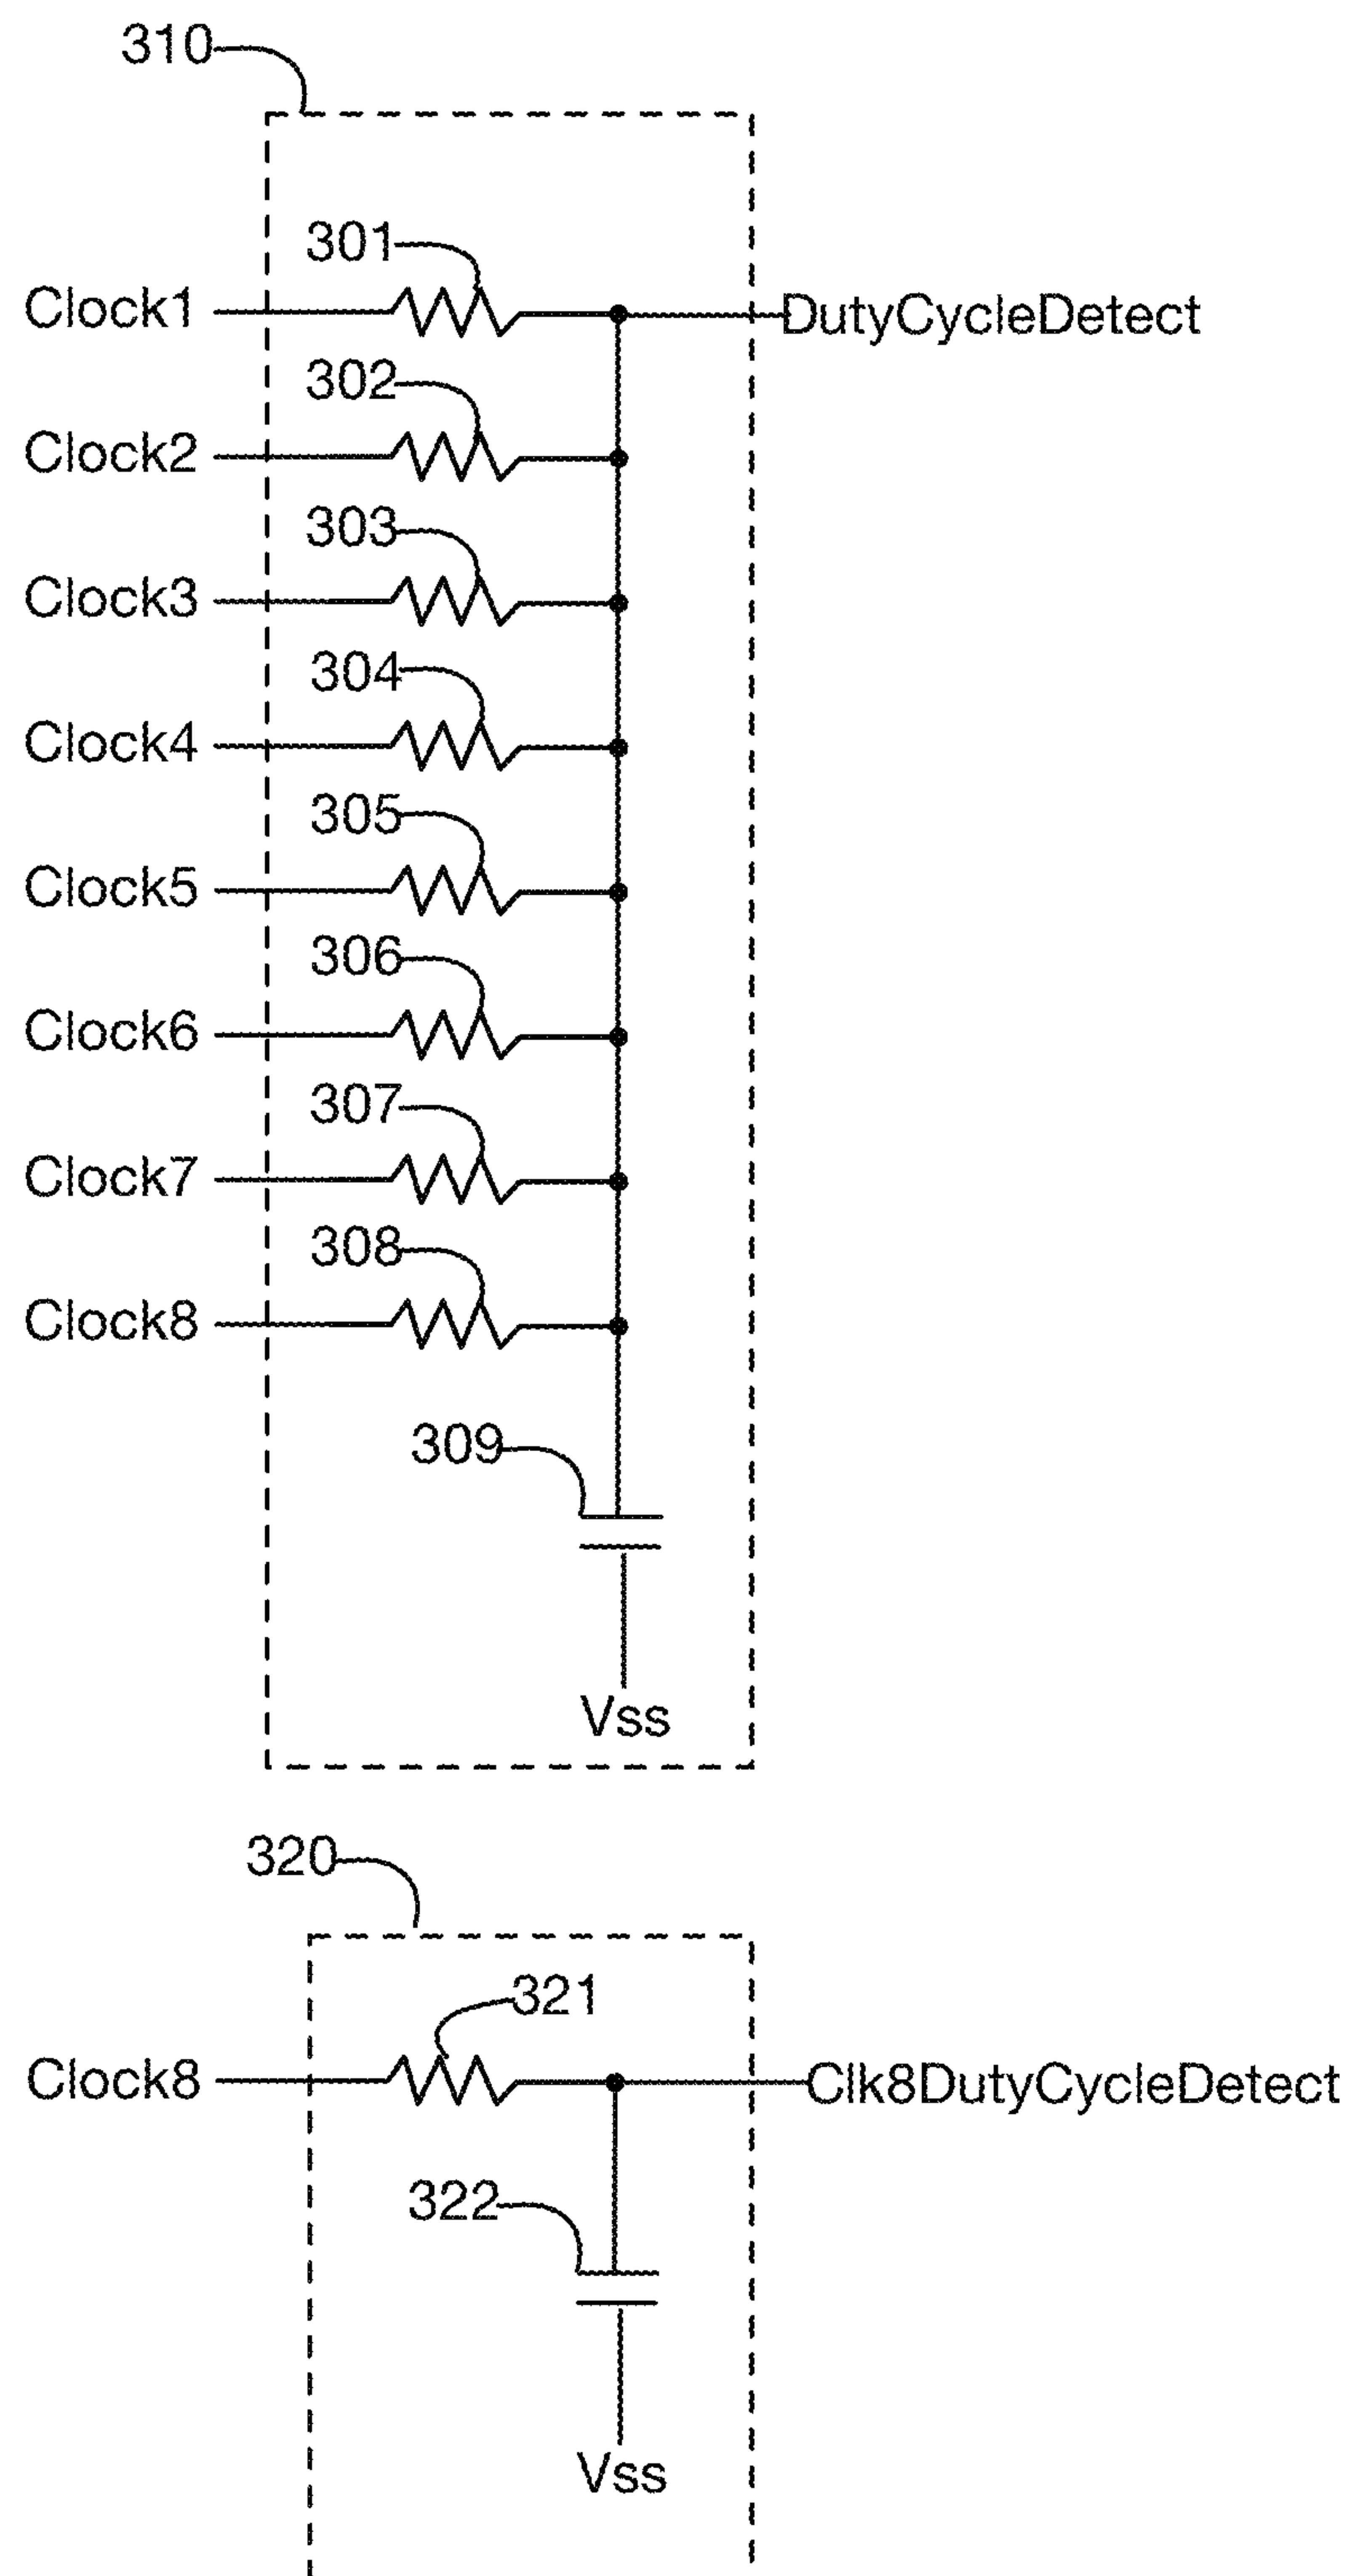 310
301
Clock1 DutyCycleDetect
302
Clock2
303
Clock3
304
Clock4
305
Clock5
306
Clock6
307
Clock7
308
Clock8
309
Vss
320
321
Clock8 Clk8DutyCycleDetect
322
Vss